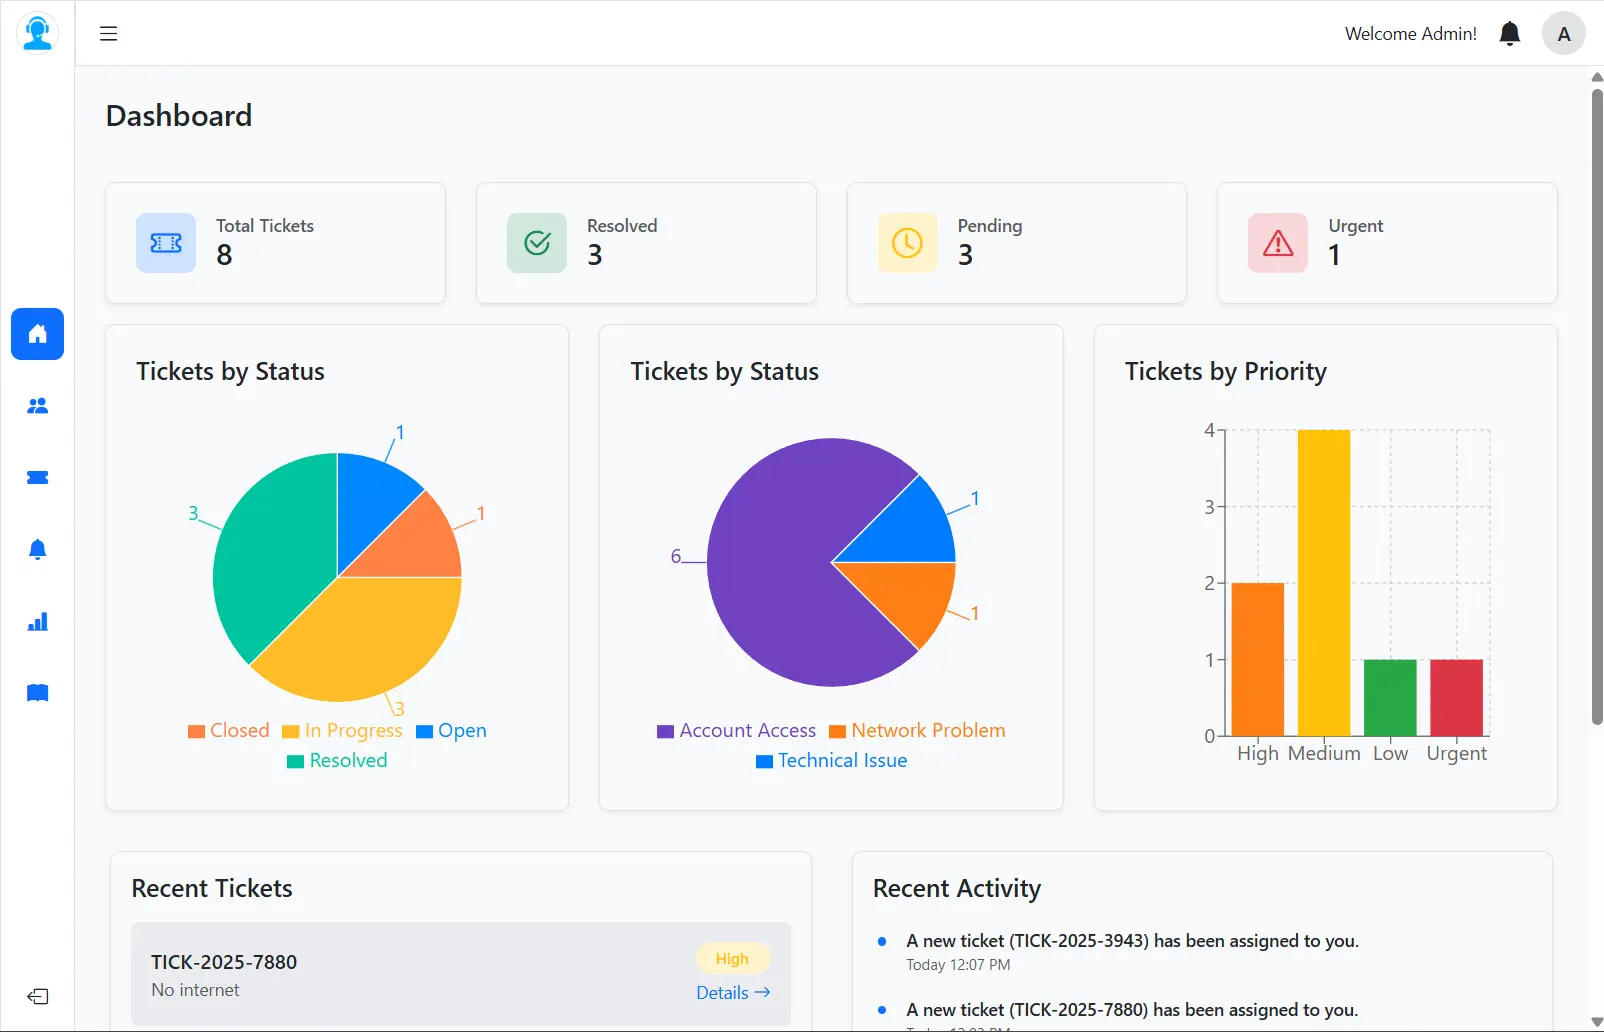 Welcome Admin!
A
Dashboard
Total Tickets
8
Resolved
3
Pending
3
Urgent
1
Tickets by Status
1
1
3
3
Closed In Progress Open
Resolved
Tickets by Status
1
6
1
Account Access Network Problem
Technical Issue
Tickets by Priority
4
3
2
1
0
High Medium Low Urgent
Recent Tickets
TICK-2025-7880
High
No internet
Details →
Recent Activity
A new ticket (TICK-2025-3943) has been assigned to you.
Today 12:07 PM
A new ticket (TICK-2025-7880) has been assigned to you.